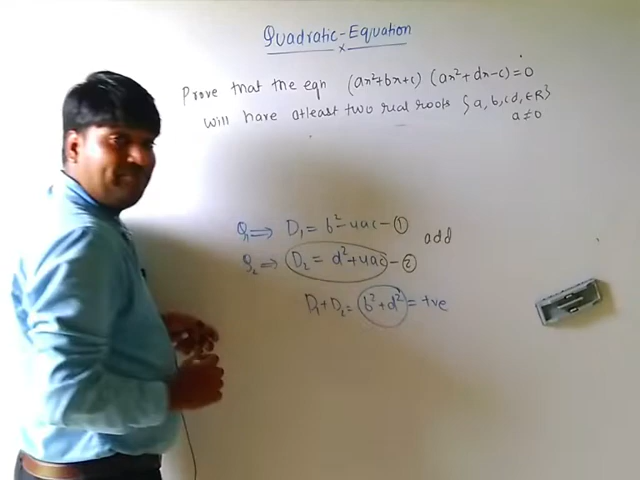 Quadratic-Equation
x
Prove that the eqn (ax²+bx+c) (ax²+dx-c)=0
will have atleast two real roots {a, b, c, d, ∈ R}
a≠0
Q₁ ⇒ D₁ = b²-4ac - ①
add
Q₂ ⇒ D₂ = d²+4ac - ②
D₁+D₂ = b²+d² = +ve